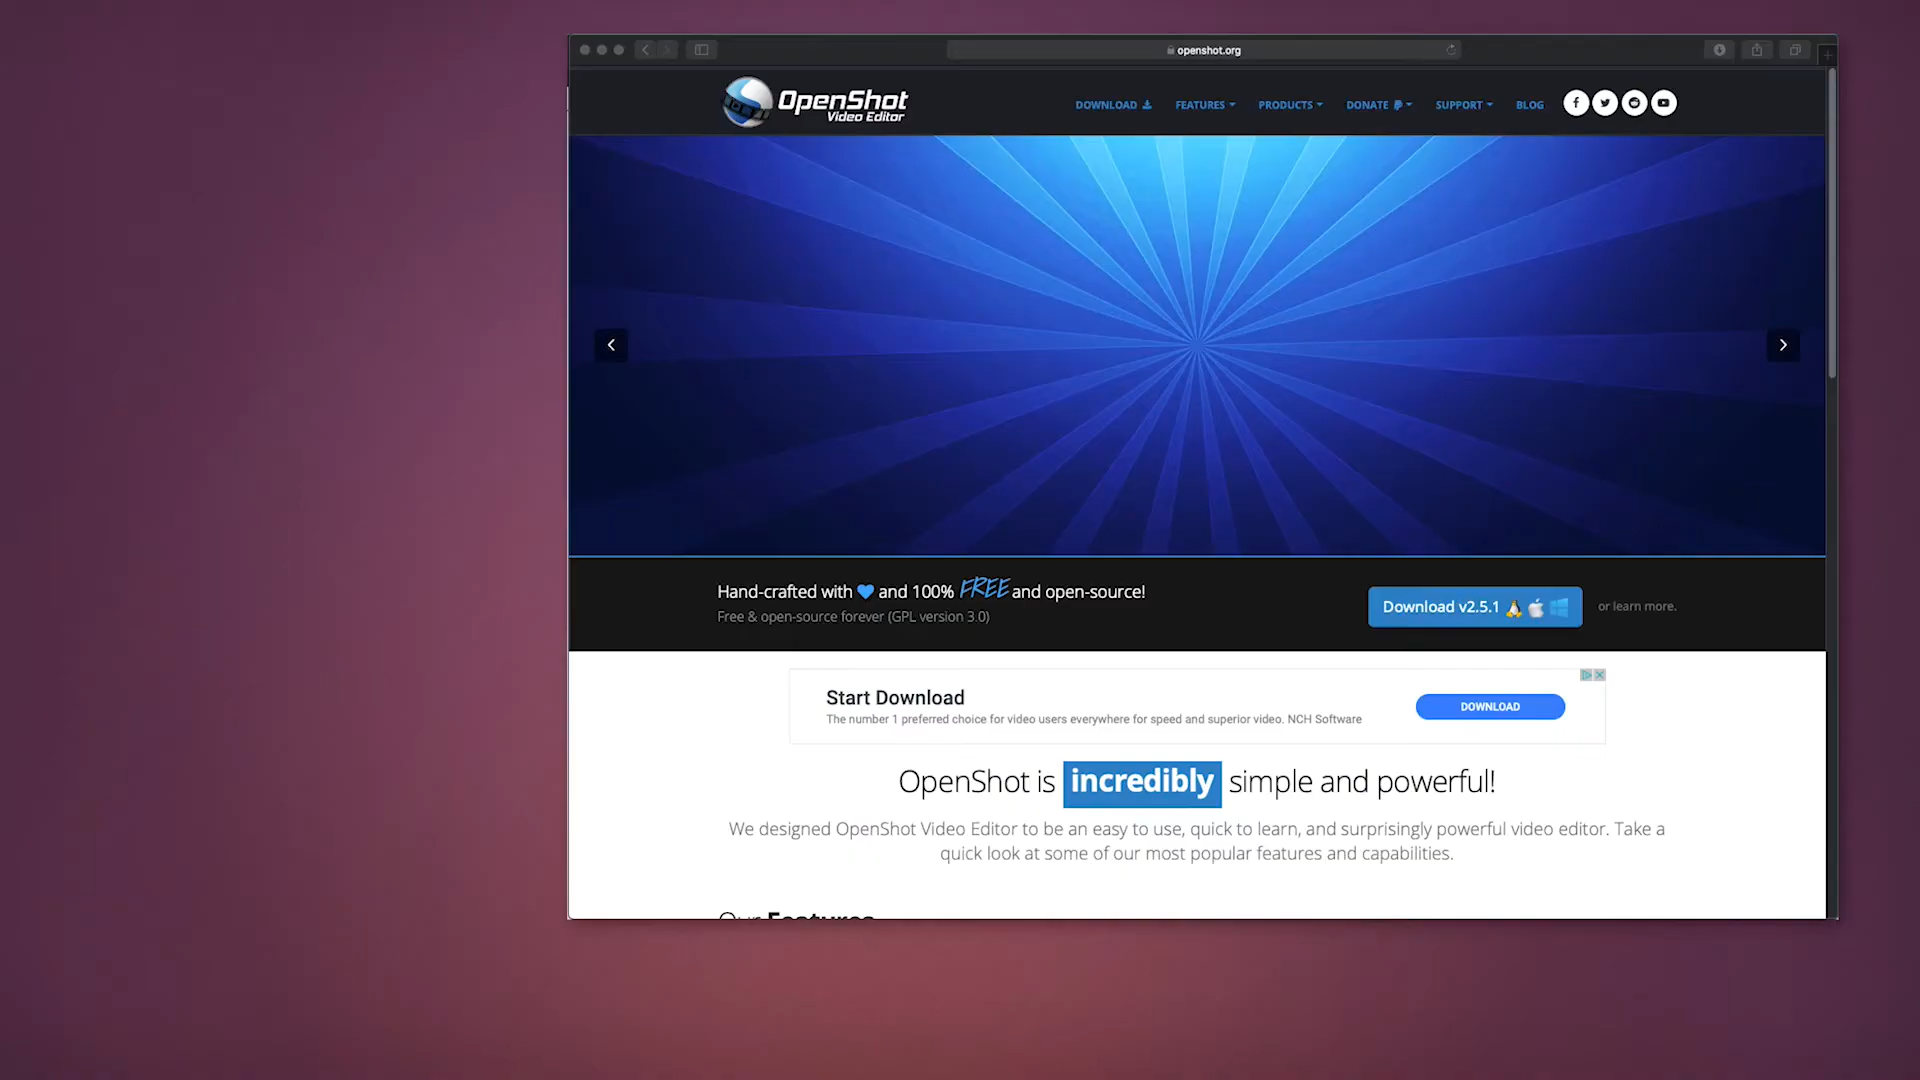 openshot.org
OpenShot
Video Editor
DOWNLOAD FEATURES PRODUCTS DONATE SUPPORT BLOG
Hand-crafted with and 100% FREE and open-source!
Free & open-source forever (GPL version 3.0)
Download v2.5.1
or learn more.
Start Download
The number 1 preferred choice for video users everywhere for speed and superior video. NCH Software
DOWNLOAD
OpenShot is incredibly simple and powerful!
We designed OpenShot Video Editor to be an easy to use, quick to learn, and surprisingly powerful video editor. Take a
quick look at some of our most popular features and capabilities.
Our Features